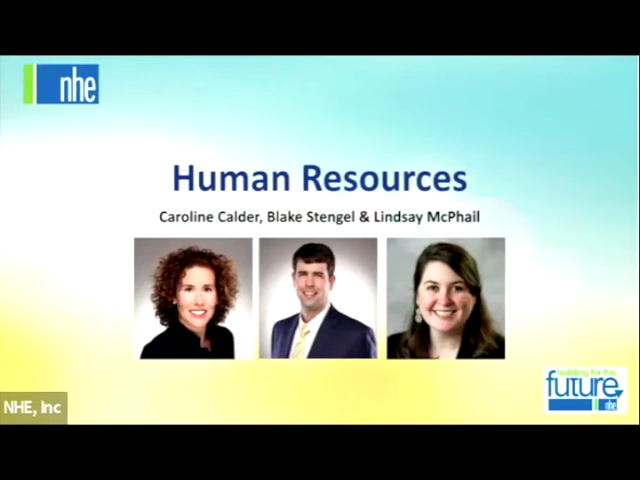 nhe
Human Resources
Caroline Calder, Blake Stengel & Lindsay McPhail
building for the
future
nhe
NHE, Inc